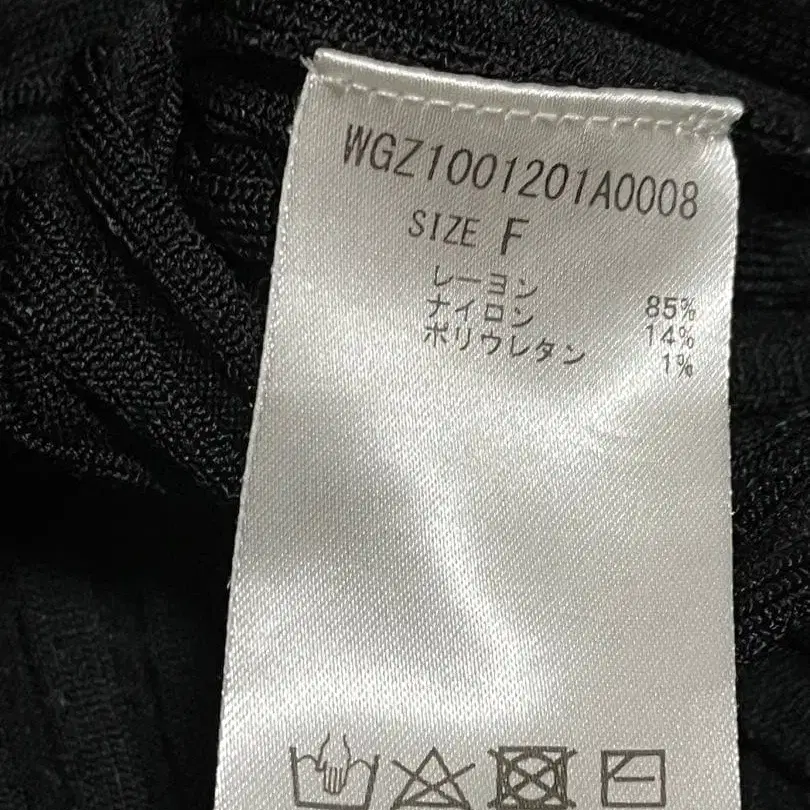 WGZ1001201A0008
SIZE F
レーヨン 85%
ナイロン 14%
ポリウレタン 1%